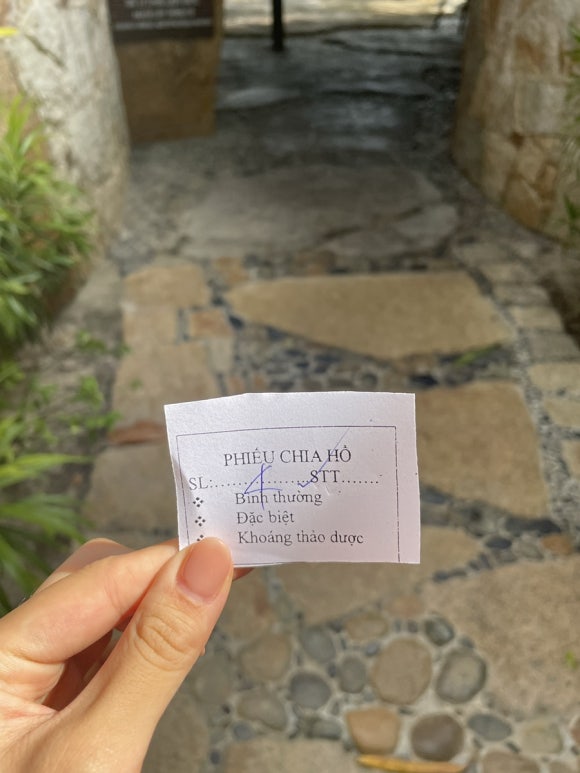 PHIẾU CHIA HỒ
SL:.......4.......STT.......
❖ Bình thường
❖ Đặc biệt
❖ Khoáng thảo dược